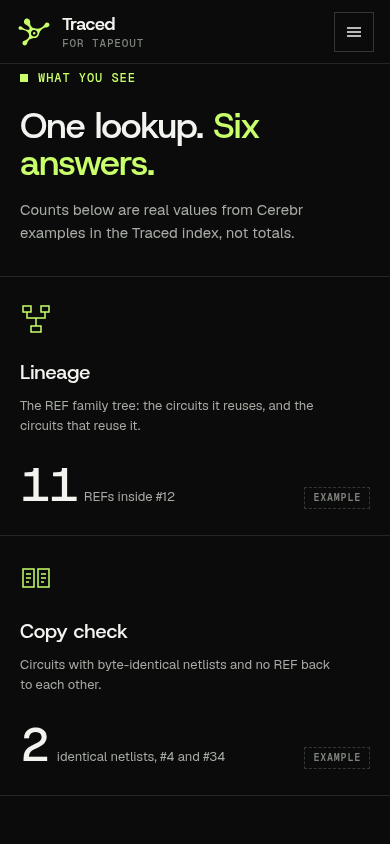 Traced
FOR TAPEOUT
WHAT YOU SEE
One lookup. Six
answers.
Counts below are real values from Cerebr
examples in the Traced index, not totals.
Lineage
The REF family tree: the circuits it reuses, and the
circuits that reuse it.
11 REFs inside #12
EXAMPLE
Copy check
Circuits with byte-identical netlists and no REF back
to each other.
2 identical netlists, #4 and #34
EXAMPLE